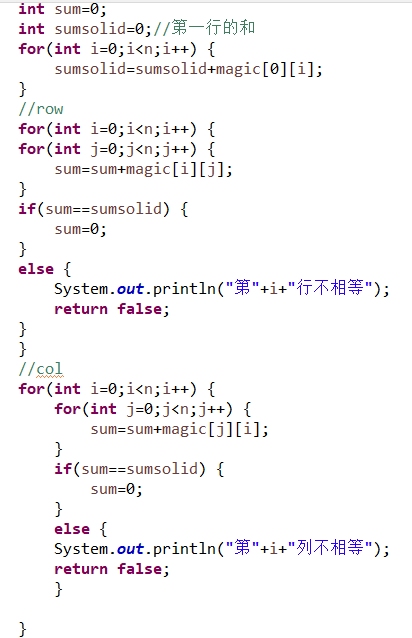 int sum=0;
int sumsolid=0;//第一行的和
for(int i=0;i<n;i++) {
    sumsolid=sumsolid+magic[0][i];
}
//row
for(int i=0;i<n;i++) {
for(int j=0;j<n;j++) {
    sum=sum+magic[i][j];
}
if(sum==sumsolid) {
    sum=0;
}
else {
    System.out.println("第"+i+"行不相等");
    return false;
}
}
//col
for(int i=0;i<n;i++) {
    for(int j=0;j<n;j++) {
        sum=sum+magic[j][i];
    }
    if(sum==sumsolid) {
        sum=0;
    }
    else {
    System.out.println("第"+i+"列不相等");
    return false;
    }
}